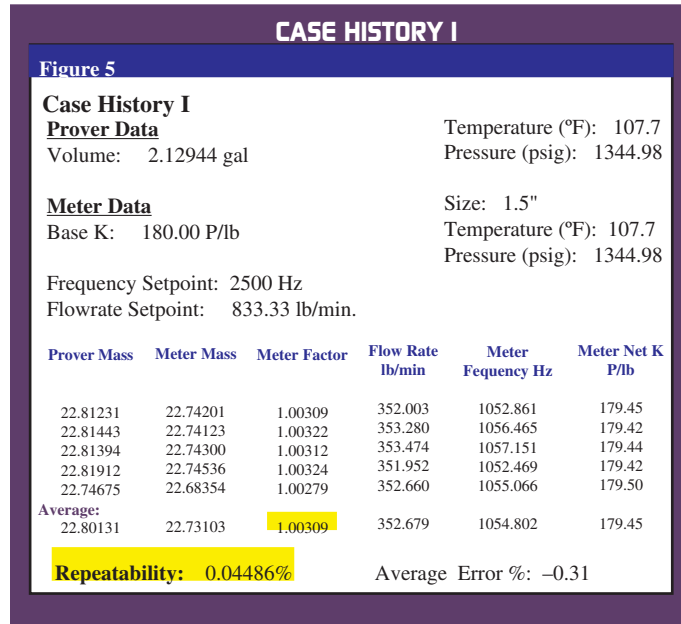 CASE HISTORY I
Figure 5
Case History I
Prover Data
Temperature (ºF): 107.7
Volume: 2.12944 gal
Pressure (psig): 1344.98
Meter Data
Size: 1.5"
Base K: 180.00 P/lb
Temperature (ºF): 107.7
Pressure (psig): 1344.98
Frequency Setpoint: 2500 Hz
Flowrate Setpoint: 833.33 lb/min.
Prover Mass Meter Mass Meter Factor Flow Rate lb/min Meter Fequency Hz Meter Net K P/lb
22.81231 22.74201 1.00309 352.003 1052.861 179.45
22.81443 22.74123 1.00322 353.280 1056.465 179.42
22.81394 22.74300 1.00312 353.474 1057.151 179.44
22.81912 22.74536 1.00324 351.952 1052.469 179.42
22.74675 22.68354 1.00279 352.660 1055.066 179.50
Average:
22.80131 22.73103 1.00309 352.679 1054.802 179.45
Repeatability: 0.04486% Average Error %: –0.31